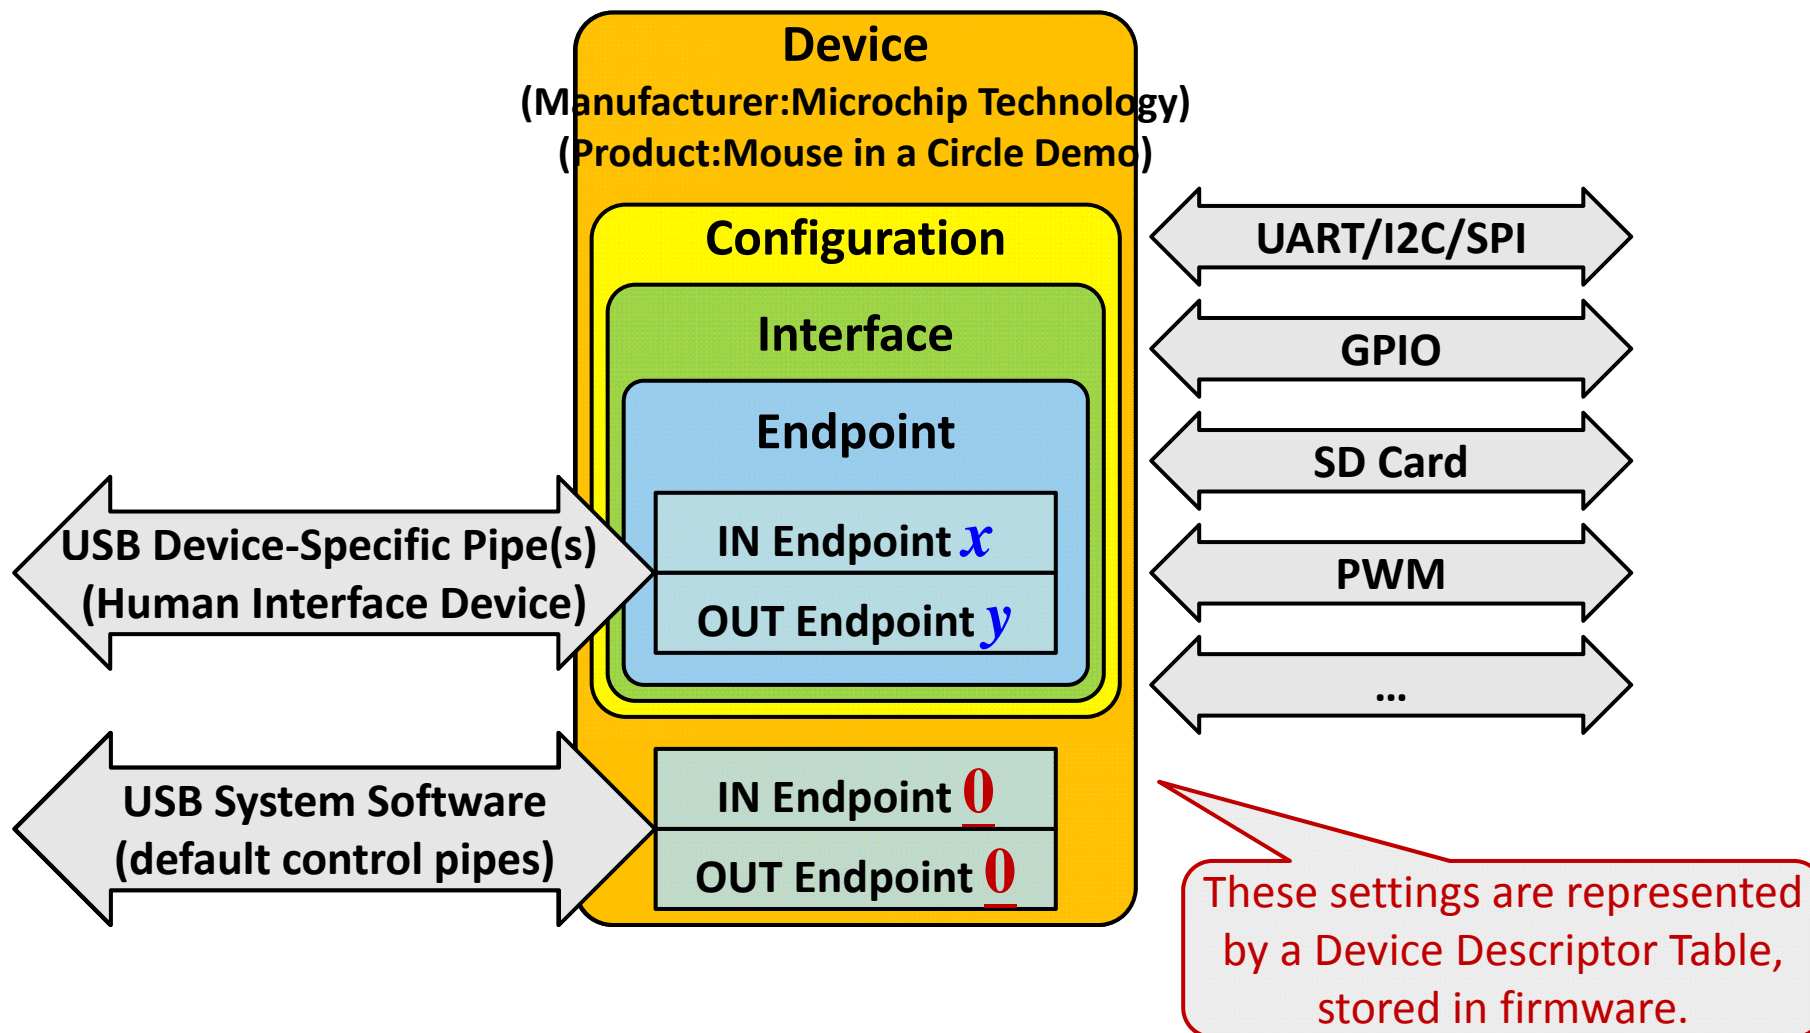 Device
(Manufacturer:Microchip Technology)
(Product:Mouse in a Circle Demo)
Configuration
Interface
Endpoint
IN Endpoint x
OUT Endpoint y
USB Device-Specific Pipe(s)
(Human Interface Device)
IN Endpoint 0
OUT Endpoint 0
USB System Software
(default control pipes)
UART/I2C/SPI
GPIO
SD Card
PWM
...
These settings are represented
by a Device Descriptor Table,
stored in firmware.